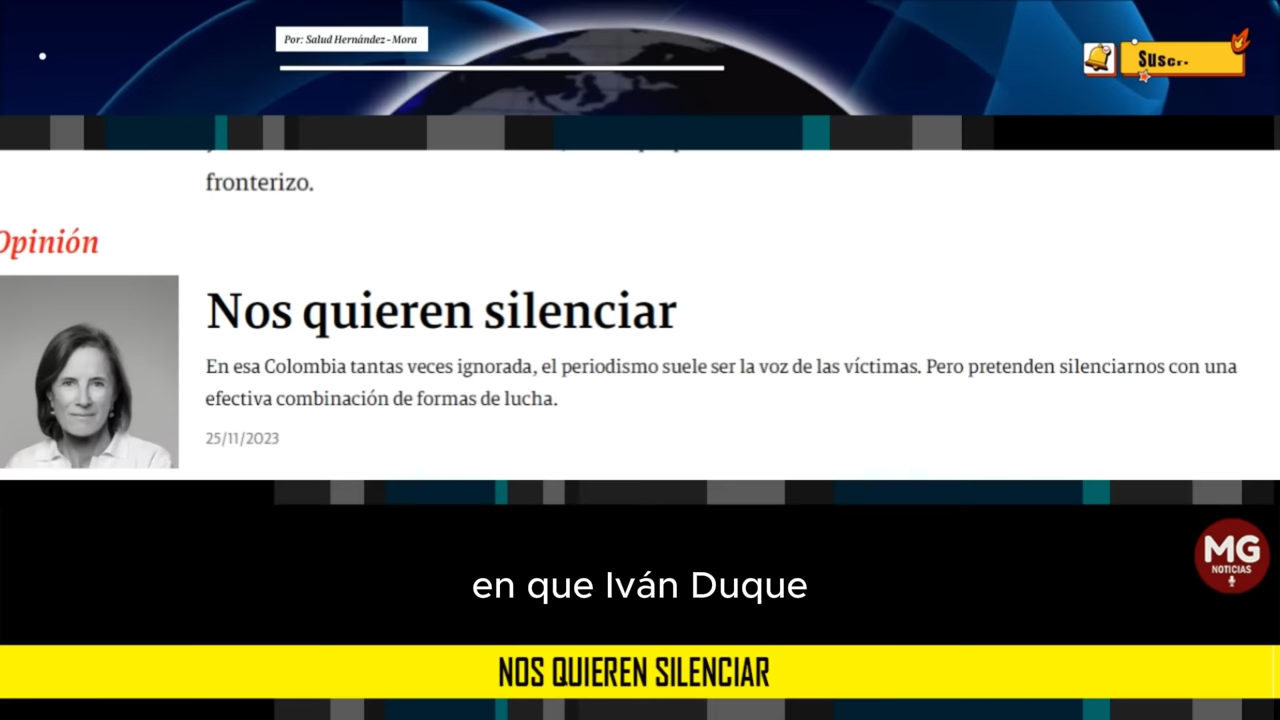 Por: Salud Hernández - Mora
Suscr.
fronterizo.
Opinión
Nos quieren silenciar
En esa Colombia tantas veces ignorada, el periodismo suele ser la voz de las víctimas. Pero pretenden silenciarnos con una
efectiva combinación de formas de lucha.
25/11/2023
MG
NOTICIAS
en que Iván Duque
NOS QUIEREN SILENCIAR